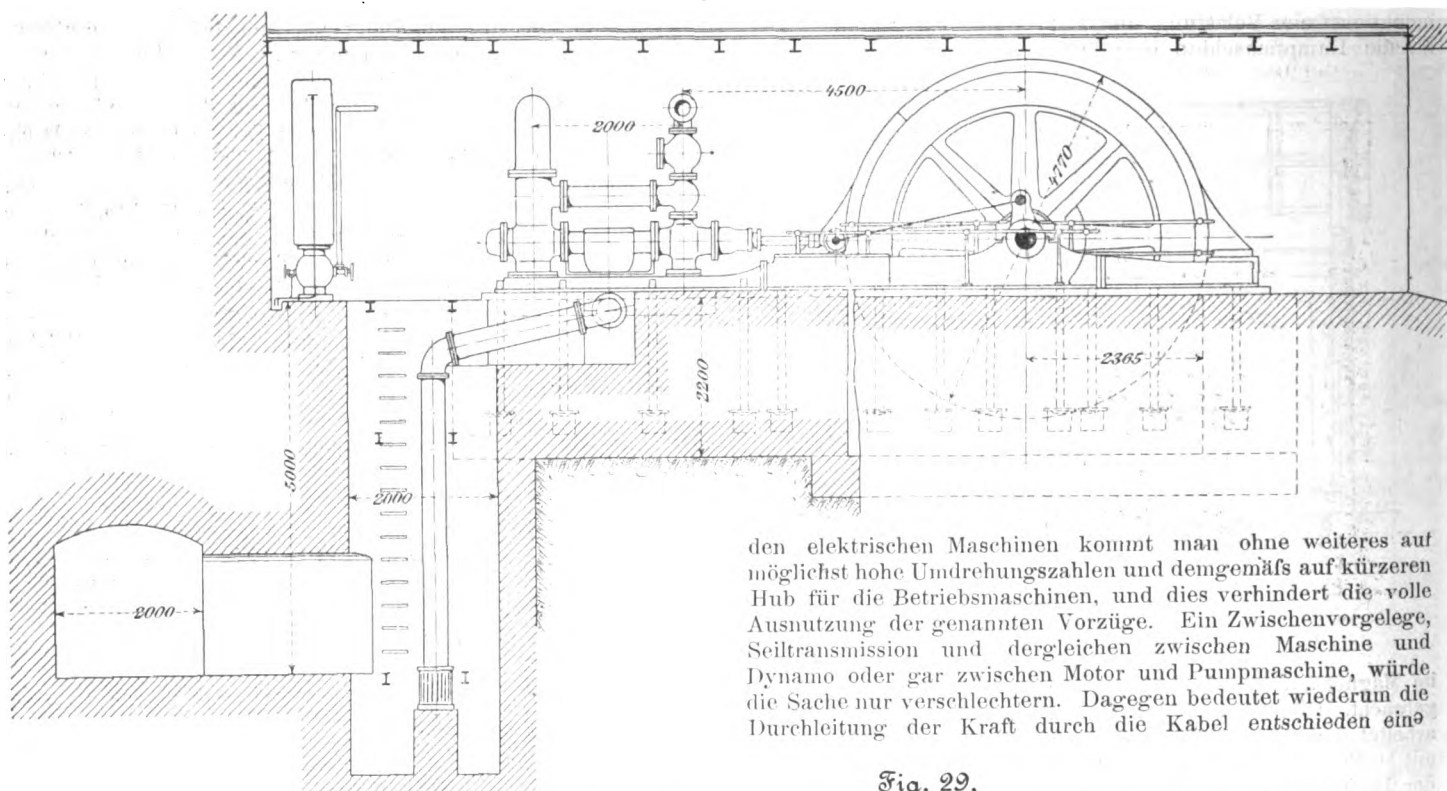 4500
2000
4770
2365
2200
5000
2000
2000
den elektrischen Maschinen kommt man ohne weiteres auf
möglichst hohe Umdrehungszahlen und demgemäſs auf kürzeren
Hub für die Betriebsmaschinen, und dies verhindert die volle
Ausnutzung der genannten Vorzüge. Ein Zwischenvorgelege,
Seiltransmission und dergleichen zwischen Maschine und
Dynamo oder gar zwischen Motor und Pumpmaschine, würde
die Sache nur verschlechtern. Dagegen bedeutet wiederum die
Durchleitung der Kraft durch die Kabel entschieden eine
Fig. 29.